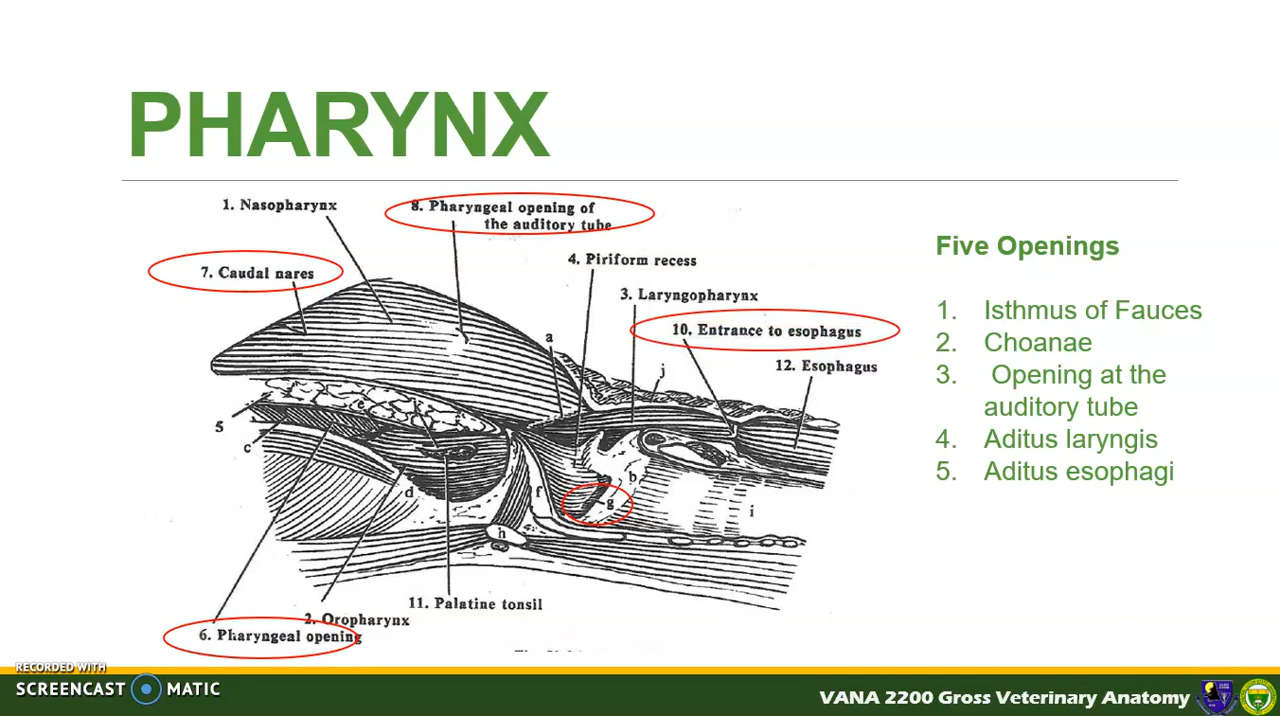 PHARYNX
1. Nasopharynx
8. Pharyngeal opening of
the auditory tube
7. Caudal nares
4. Piriform recess
3. Laryngopharynx
10. Entrance to esophagus
12. Esophagus
a
j
5
c
e
b
d
f
g
h
i
11. Palatine tonsil
2. Oropharynx
6. Pharyngeal opening
Five Openings
1. Isthmus of Fauces
2. Choanae
3. Opening at the
auditory tube
4. Aditus laryngis
5. Aditus esophagi
RECORDED WITH
SCREENCAST MATIC
VANA 2200 Gross Veterinary Anatomy